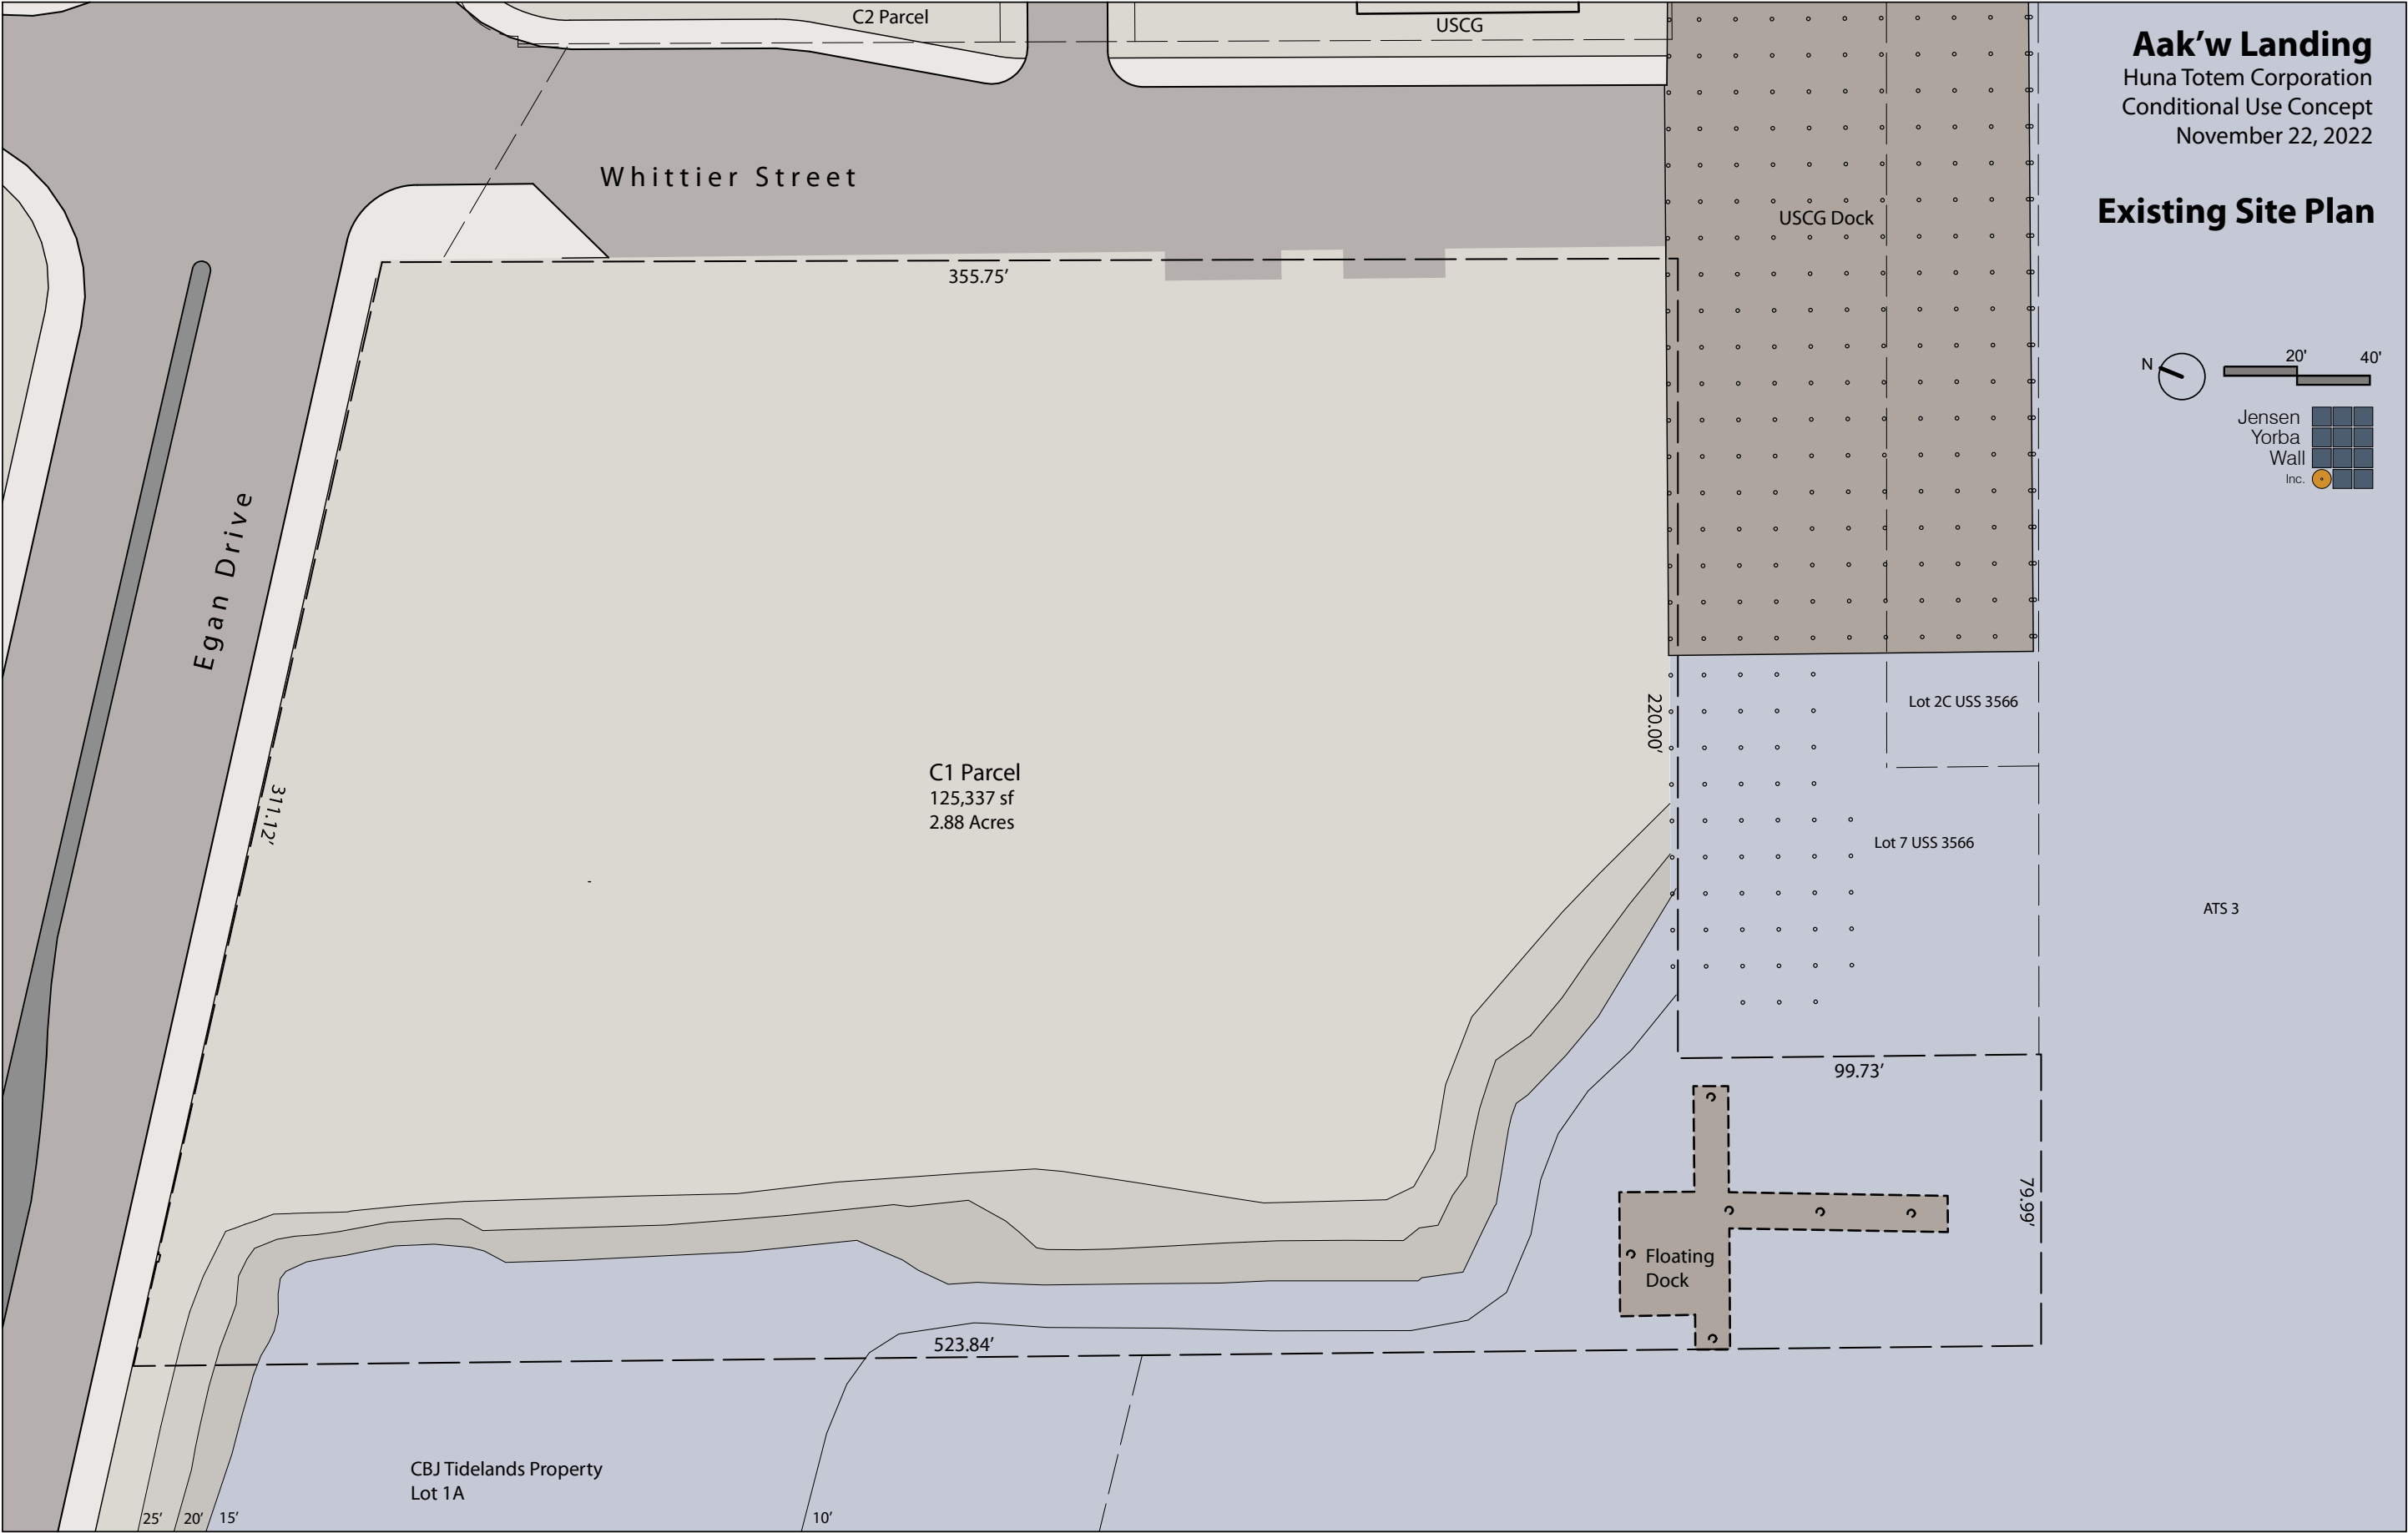 C2 Parcel
USCG
Aak’w Landing
Huna Totem Corporation
Conditional Use Concept
November 22, 2022
Existing Site Plan
Whittier Street
USCG Dock
355.75’
N
20'
40'
Jensen
Yorba
Wall
Inc.
Egan Drive
220.00’
Lot 2C USS 3566
C1 Parcel
125,337 sf
2.88 Acres
311.12’
Lot 7 USS 3566
ATS 3
99.73’
79.99’
Floating
Dock
523.84’
CBJ Tidelands Property
Lot 1A
25’
20’
15’
10’